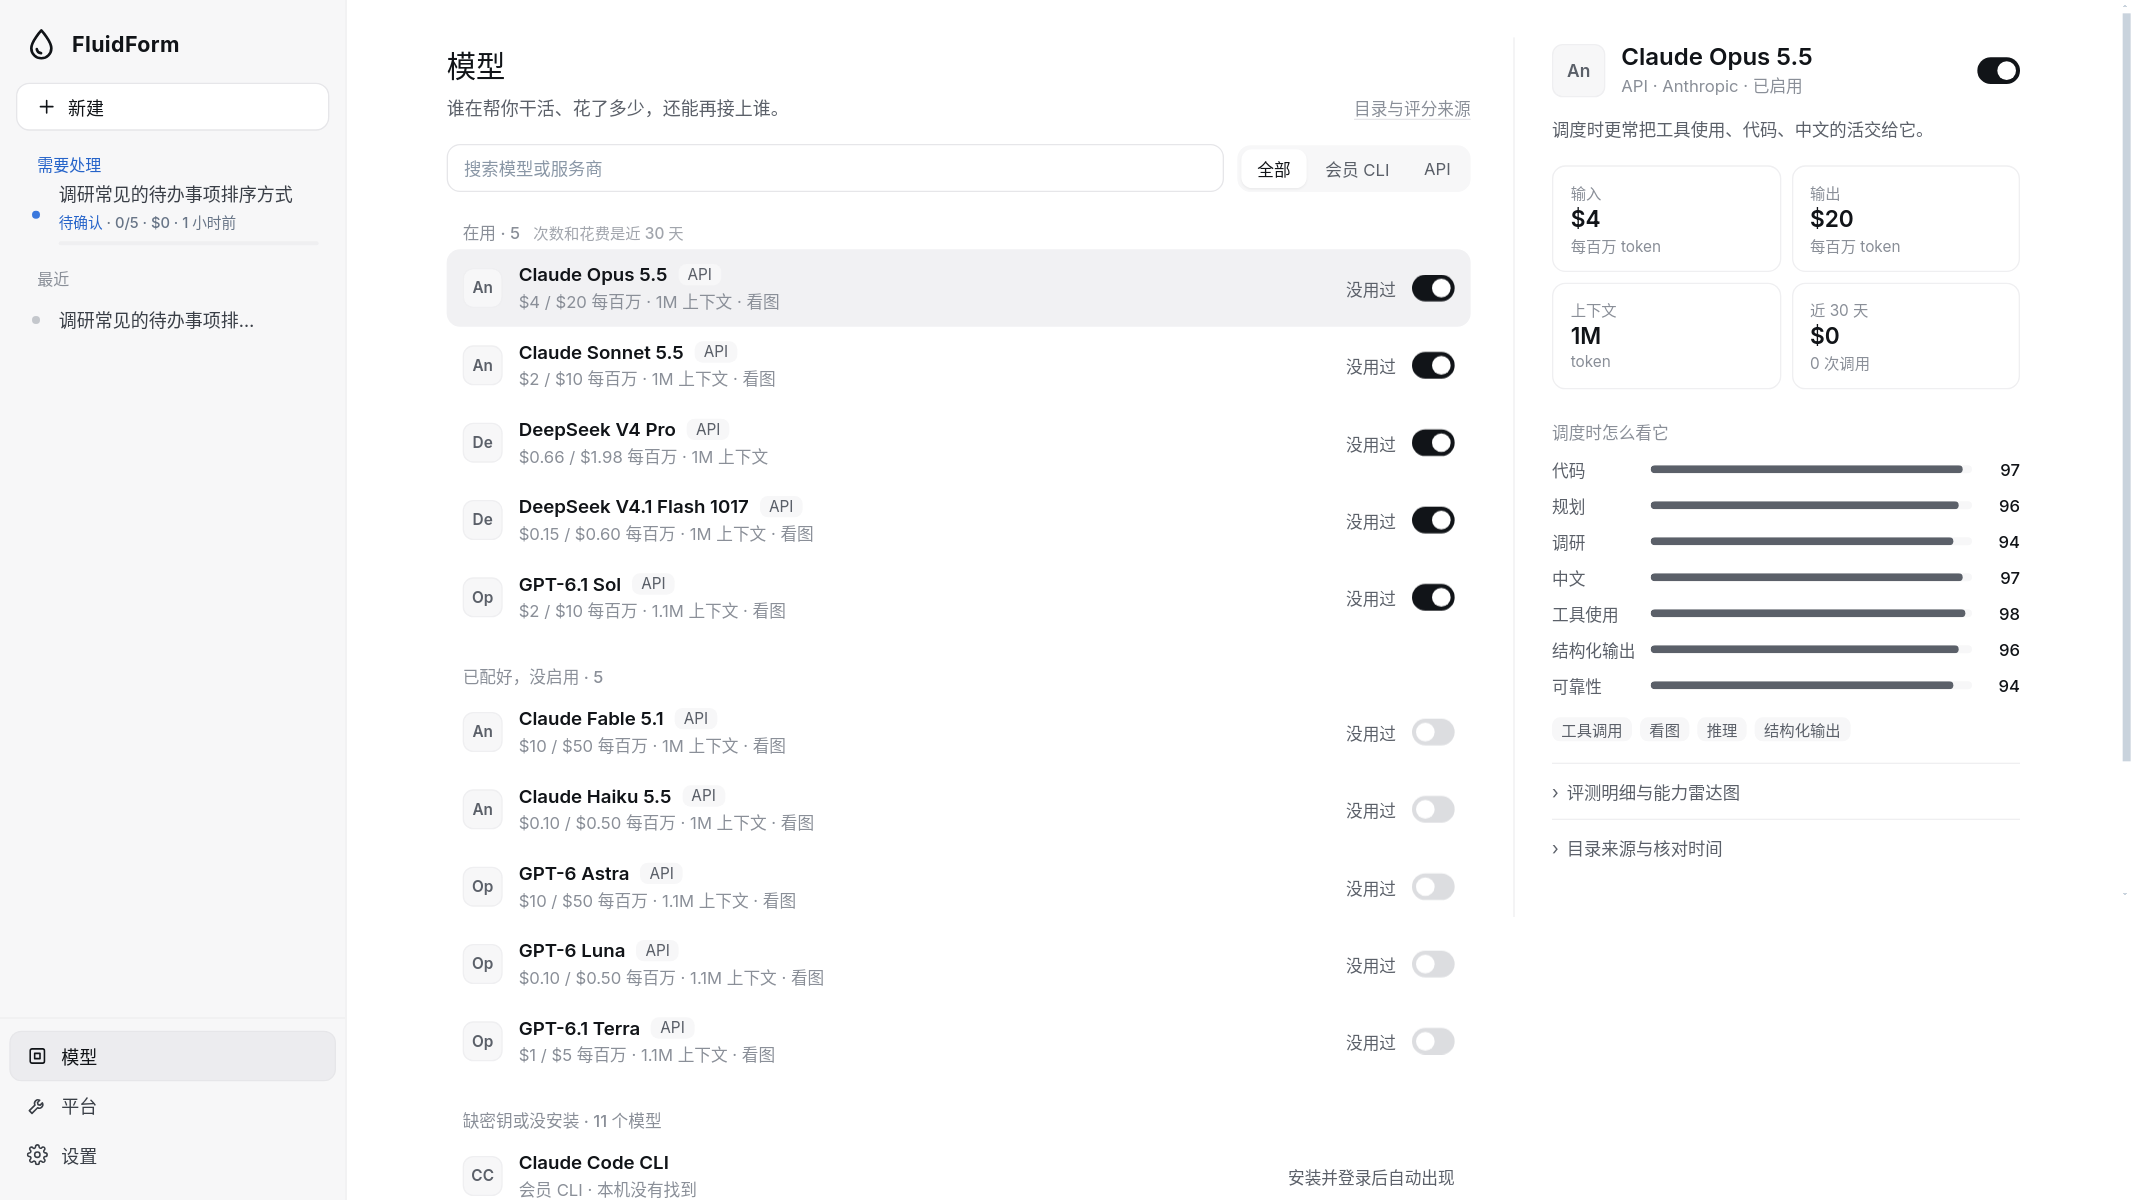 FluidForm
新建
需要处理
调研常见的待办事项排序方式
待确认 · 0/5 · $0 · 1 小时前
最近
调研常见的待办事项排...
模型
平台
设置
模型
谁在帮你干活、花了多少，还能再接上谁。
目录与评分来源
搜索模型或服务商
全部 会员 CLI API
在用 · 5 次数和花费是近 30 天
An Claude Opus 5.5 API
$4 / $20 每百万 · 1M 上下文 · 看图
没用过
An Claude Sonnet 5.5 API
$2 / $10 每百万 · 1M 上下文 · 看图
没用过
De DeepSeek V4 Pro API
$0.66 / $1.98 每百万 · 1M 上下文
没用过
De DeepSeek V4.1 Flash 1017 API
$0.15 / $0.60 每百万 · 1M 上下文 · 看图
没用过
Op GPT-6.1 Sol API
$2 / $10 每百万 · 1.1M 上下文 · 看图
没用过
已配好，没启用 · 5
An Claude Fable 5.1 API
$10 / $50 每百万 · 1M 上下文 · 看图
没用过
An Claude Haiku 5.5 API
$0.10 / $0.50 每百万 · 1M 上下文 · 看图
没用过
Op GPT-6 Astra API
$10 / $50 每百万 · 1.1M 上下文 · 看图
没用过
Op GPT-6 Luna API
$0.10 / $0.50 每百万 · 1.1M 上下文 · 看图
没用过
Op GPT-6.1 Terra API
$1 / $5 每百万 · 1.1M 上下文 · 看图
没用过
缺密钥或没安装 · 11 个模型
CC Claude Code CLI
会员 CLI · 本机没有找到
安装并登录后自动出现
An Claude Opus 5.5
API · Anthropic · 已启用
调度时更常把工具使用、代码、中文的活交给它。
输入
$4
每百万 token
输出
$20
每百万 token
上下文
1M
token
近 30 天
$0
0 次调用
调度时怎么看它
代码 97
规划 96
调研 94
中文 97
工具使用 98
结构化输出 96
可靠性 94
工具调用 看图 推理 结构化输出
› 评测明细与能力雷达图
› 目录来源与核对时间